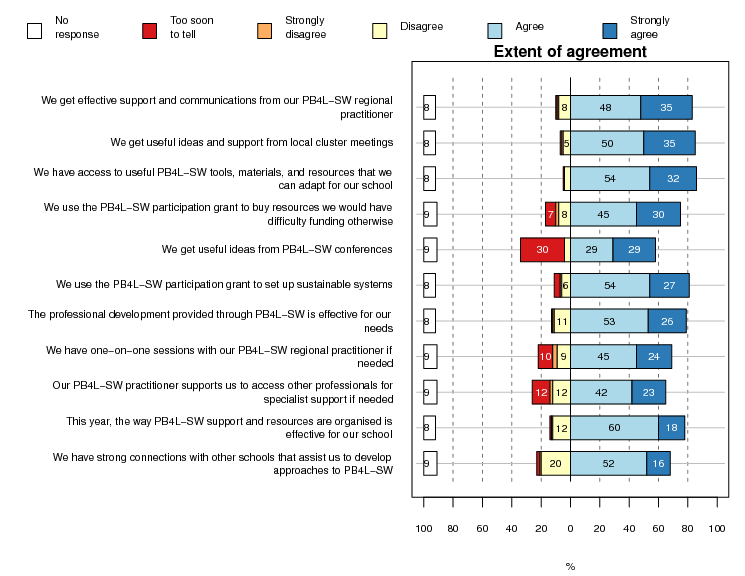 No response
Too soon to tell
Strongly disagree
Disagree
Agree
Strongly agree
Extent of agreement
We get effective support and communications from our PB4L−SW regional
practitioner
8 8 48 35
We get useful ideas and support from local cluster meetings
8 5 50 35
We have access to useful PB4L−SW tools, materials, and resources that we
can adapt for our school
8 54 32
We use the PB4L−SW participation grant to buy resources we would have
difficulty funding otherwise
9 7 8 45 30
We get useful ideas from PB4L−SW conferences
9 30 29 29
We use the PB4L−SW participation grant to set up sustainable systems
8 6 54 27
The professional development provided through PB4L−SW is effective for our
needs
8 11 53 26
We have one−on−one sessions with our PB4L−SW regional practitioner if
needed
9 10 9 45 24
Our PB4L−SW practitioner supports us to access other professionals for
specialist support if needed
9 12 12 42 23
This year, the way PB4L−SW support and resources are organised is
effective for our school
8 12 60 18
We have strong connections with other schools that assist us to develop
approaches to PB4L−SW
9 20 52 16
100 80 60 40 20 0 20 40 60 80 100
%